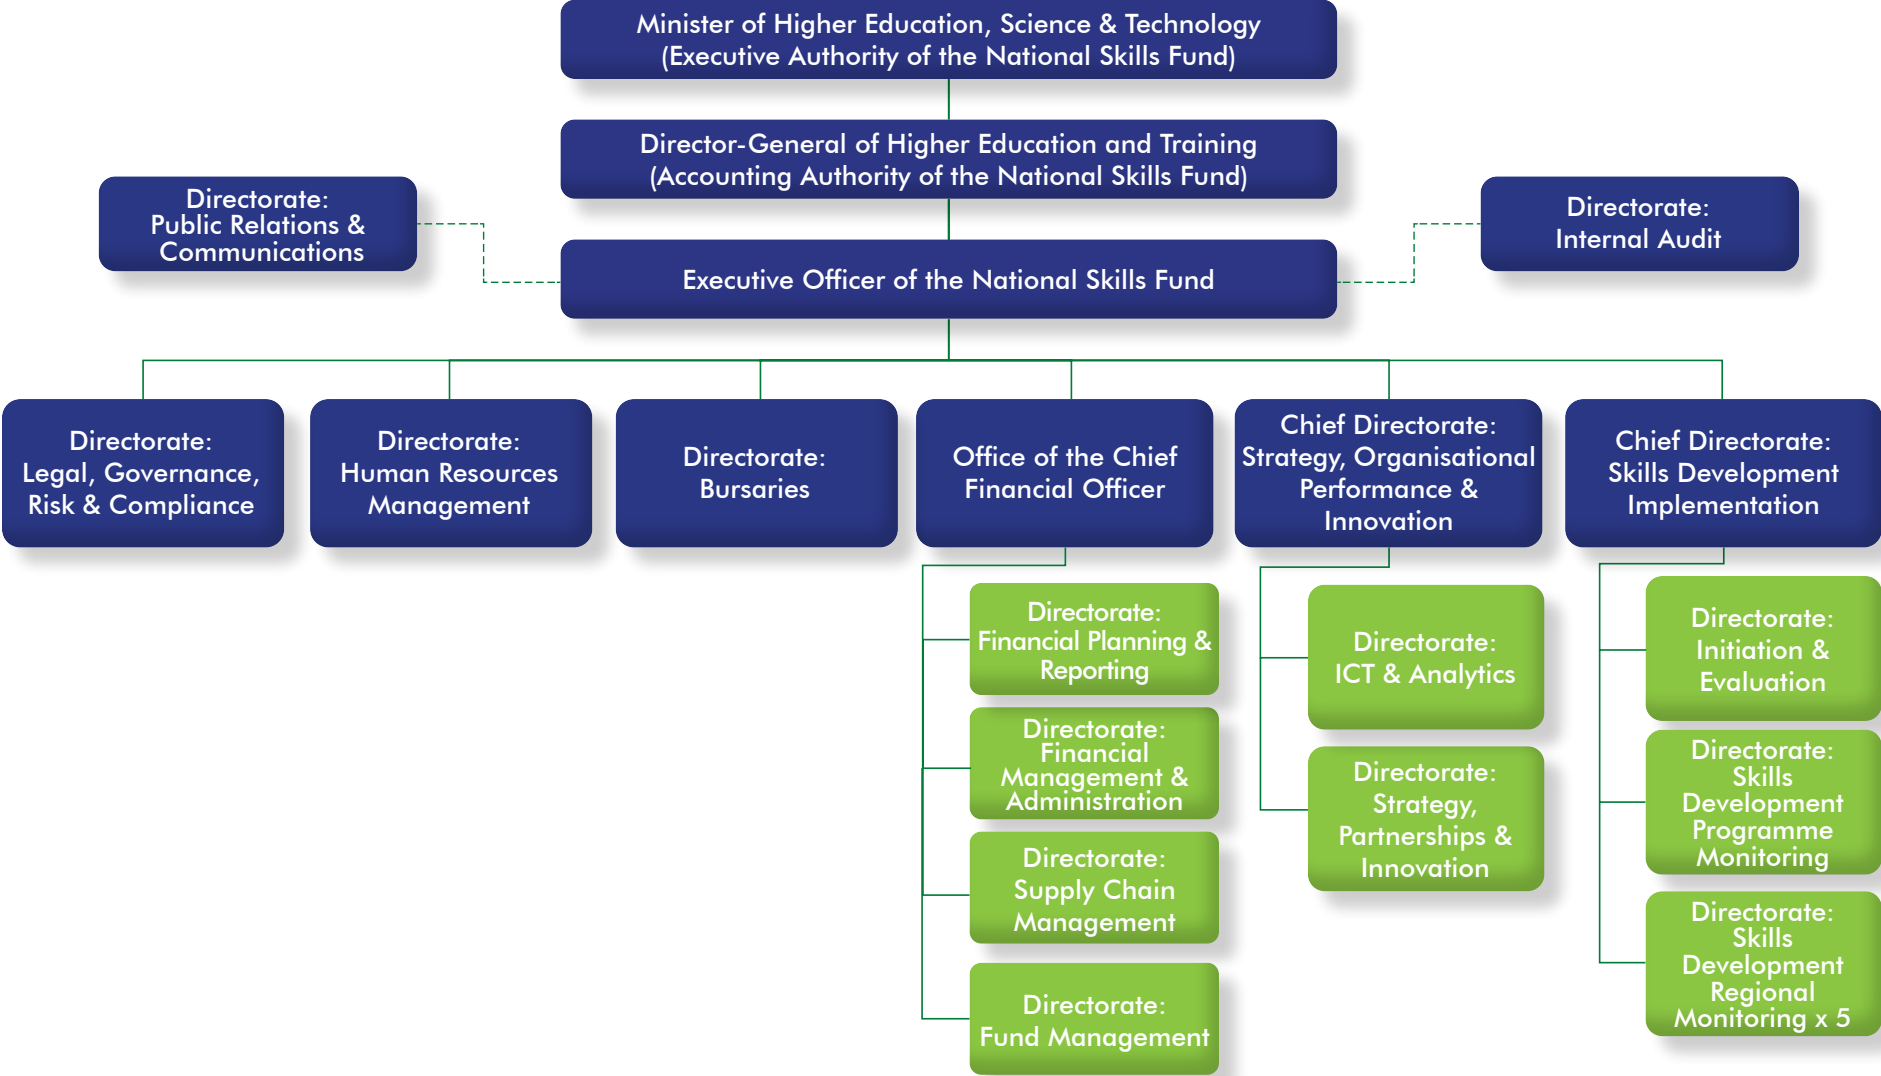 Minister of Higher Education, Science & Technology
(Executive Authority of the National Skills Fund)
Director-General of Higher Education and Training
(Accounting Authority of the National Skills Fund)
Directorate:
Public Relations &
Communications
Directorate:
Internal Audit
Executive Officer of the National Skills Fund
Directorate:
Legal, Governance,
Risk & Compliance
Directorate:
Human Resources
Management
Directorate:
Bursaries
Office of the Chief
Financial Officer
Chief Directorate:
Strategy, Organisational
Performance &
Innovation
Chief Directorate:
Skills Development
Implementation
Directorate:
Financial Planning &
Reporting
Directorate:
Financial
Management &
Administration
Directorate:
Supply Chain
Management
Directorate:
Fund Management
Directorate:
ICT & Analytics
Directorate:
Strategy,
Partnerships &
Innovation
Directorate:
Initiation &
Evaluation
Directorate:
Skills
Development
Programme
Monitoring
Directorate:
Skills
Development
Regional
Monitoring x 5